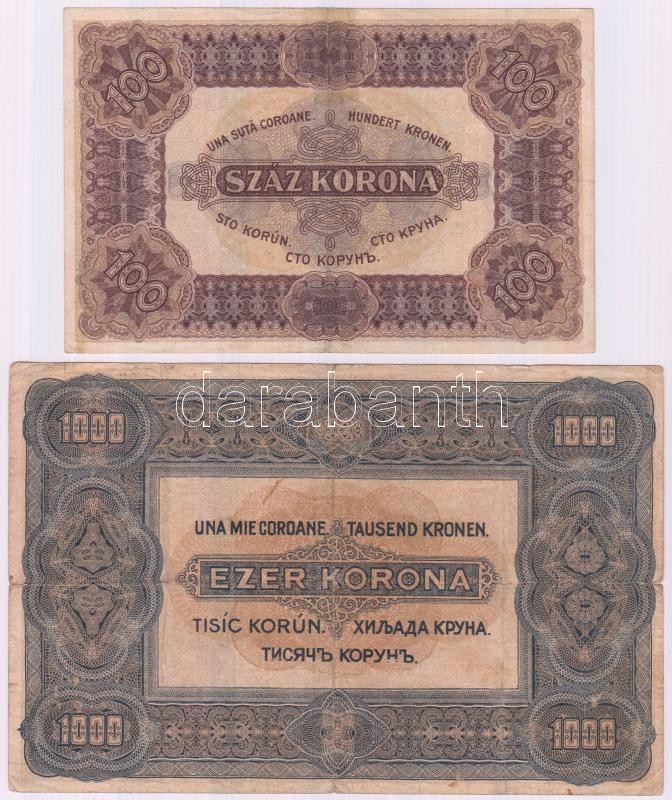 100 100
UNA SUTĂ COROANE. HUNDERT KRONEN.
SZÁZ KORONA
STO KORÚN. СТО КРУНА.
СТО КОРУНЪ.
100 100
darabanth
1000 1000
UNA MIE COROANE. TAUSEND KRONEN.
EZER KORONA
TISÍC KORÚN. ХИЉАДА КРУНА.
ТИСЯЧЪ КОРУНЪ.
1000 1000